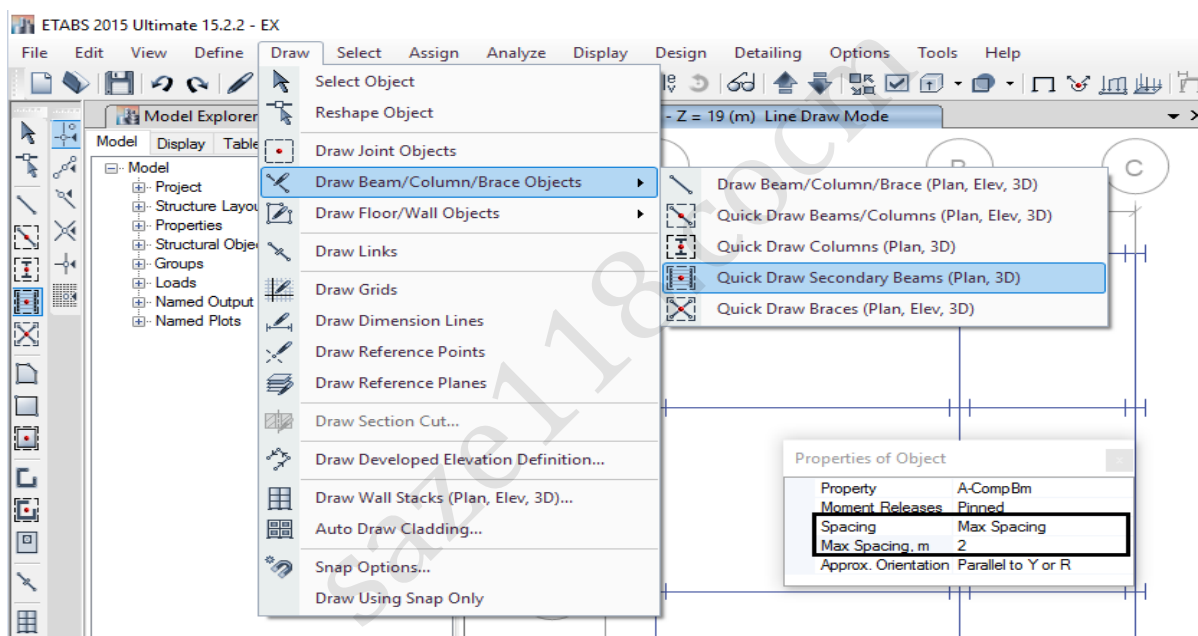 ETABS 2015 Ultimate 15.2.2 - EX
File Edit View Define Draw Select Assign Analyze Display Design Detailing Options Tools Help
Model Explorer
- Z = 19 (m) Line Draw Mode
Model Display Table
Model
Project
Structure Layou
Properties
Structural Obje
Groups
Loads
Named Output
Named Plots
Select Object
Reshape Object
Draw Joint Objects
Draw Beam/Column/Brace Objects
Draw Floor/Wall Objects
Draw Links
Draw Grids
Draw Dimension Lines
Draw Reference Points
Draw Reference Planes
Draw Section Cut...
Draw Developed Elevation Definition...
Draw Wall Stacks (Plan, Elev, 3D)...
Auto Draw Cladding...
Snap Options...
Draw Using Snap Only
Draw Beam/Column/Brace (Plan, Elev, 3D)
Quick Draw Beams/Columns (Plan, Elev, 3D)
Quick Draw Columns (Plan, 3D)
Quick Draw Secondary Beams (Plan, 3D)
Quick Draw Braces (Plan, Elev, 3D)
C
Properties of Object
Property A-CompBm
Moment Releases Pinned
Spacing Max Spacing
Max Spacing, m 2
Approx. Orientation Parallel to Y or R
saze118.cocm